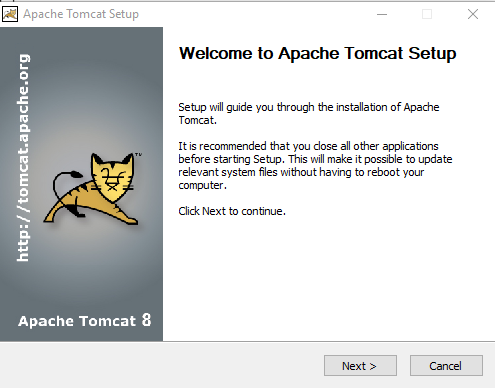 Apache Tomcat Setup
http://tomcat.apache.org
Apache Tomcat 8
Welcome to Apache Tomcat Setup
Setup will guide you through the installation of Apache
Tomcat.
It is recommended that you close all other applications
before starting Setup. This will make it possible to update
relevant system files without having to reboot your
computer.
Click Next to continue.
Next >
Cancel